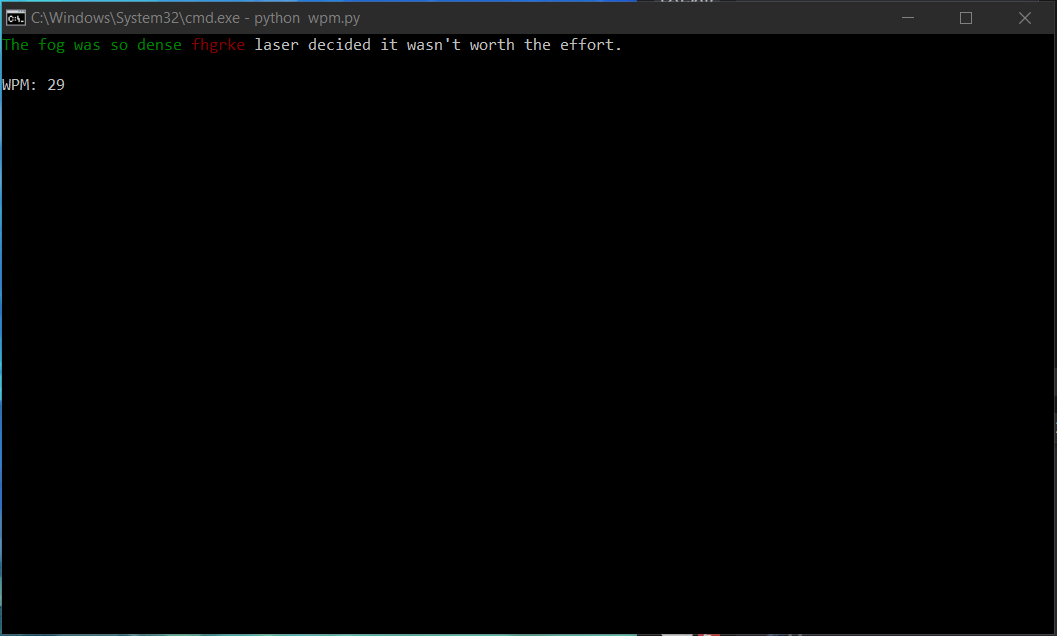 C:\Windows\System32\cmd.exe - python  wpm.py
The fog was so dense fhgrke laser decided it wasn't worth the effort.
WPM: 29